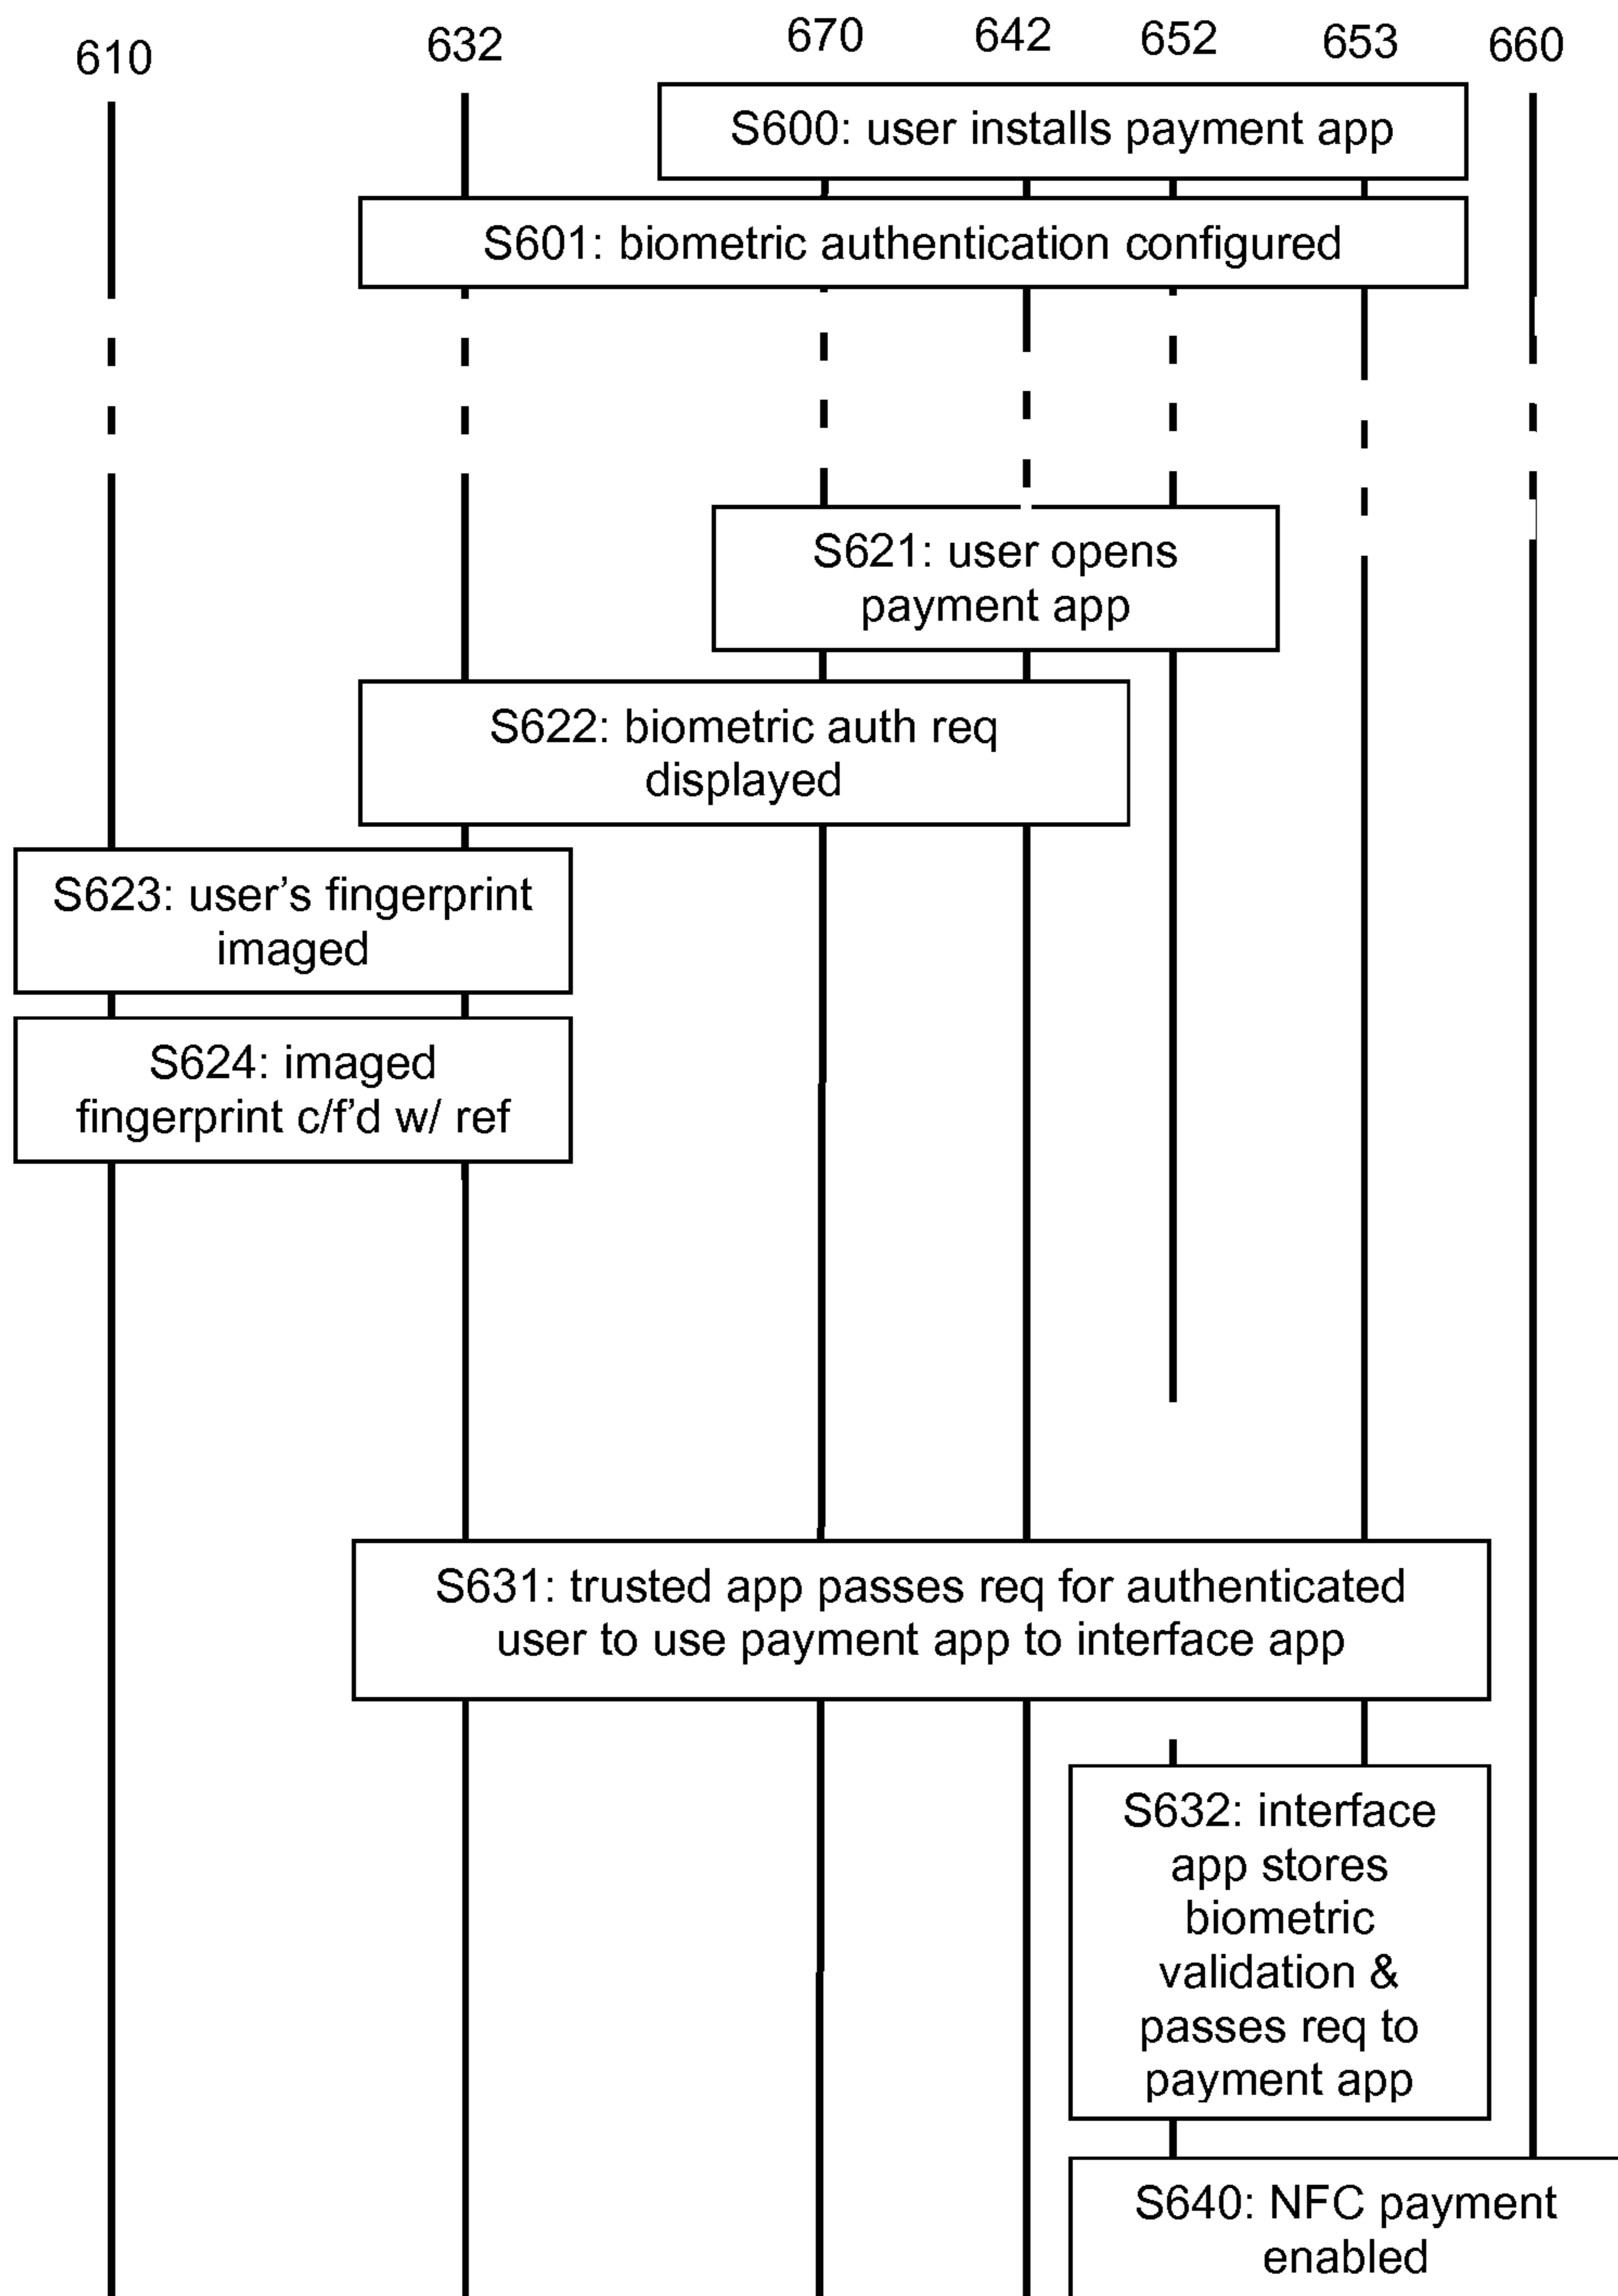 610 632 670 642 652 653 660
S600: user installs payment app
S601: biometric authentication configured
S621: user opens
payment app
S622: biometric auth req
displayed
S623: user's fingerprint
imaged
S624: imaged
fingerprint c/f'd w/ ref
S631: trusted app passes req for authenticated
user to use payment app to interface app
S632: interface
app stores
biometric
validation &
passes req to
payment app
S640: NFC payment
enabled